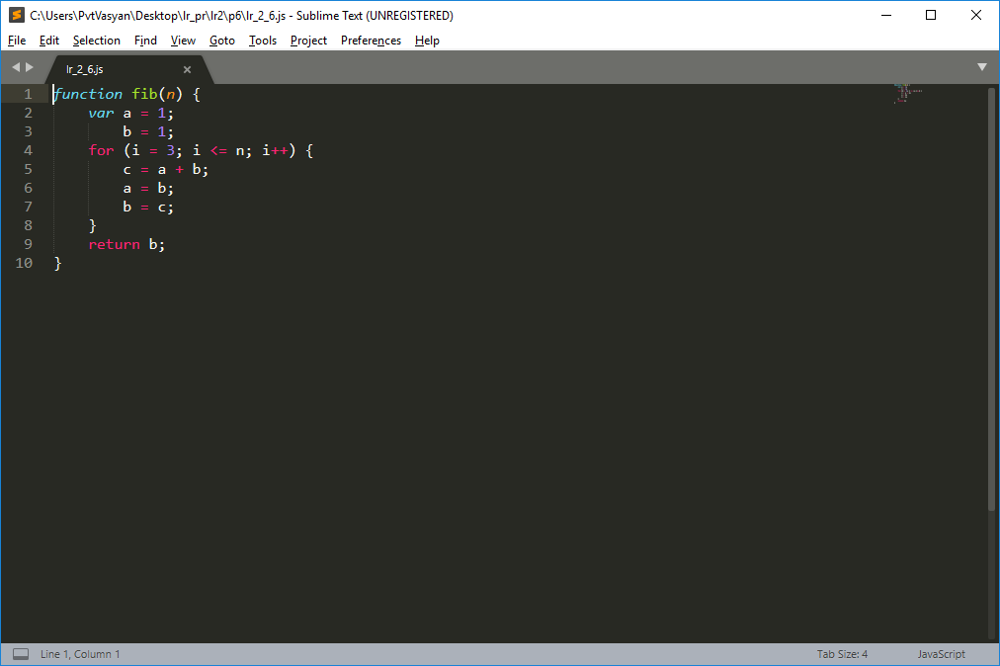 C:\Users\PvtVasyan\Desktop\lr_pr\lr2\p6\lr_2_6.js - Sublime Text (UNREGISTERED)
File Edit Selection Find View Goto Tools Project Preferences Help
lr_2_6.js ×
1 function fib(n) {
2     var a = 1;
3         b = 1;
4     for (i = 3; i <= n; i++) {
5         c = a + b;
6         a = b;
7         b = c;
8     }
9     return b;
10 }
Line 1, Column 1 Tab Size: 4 JavaScript